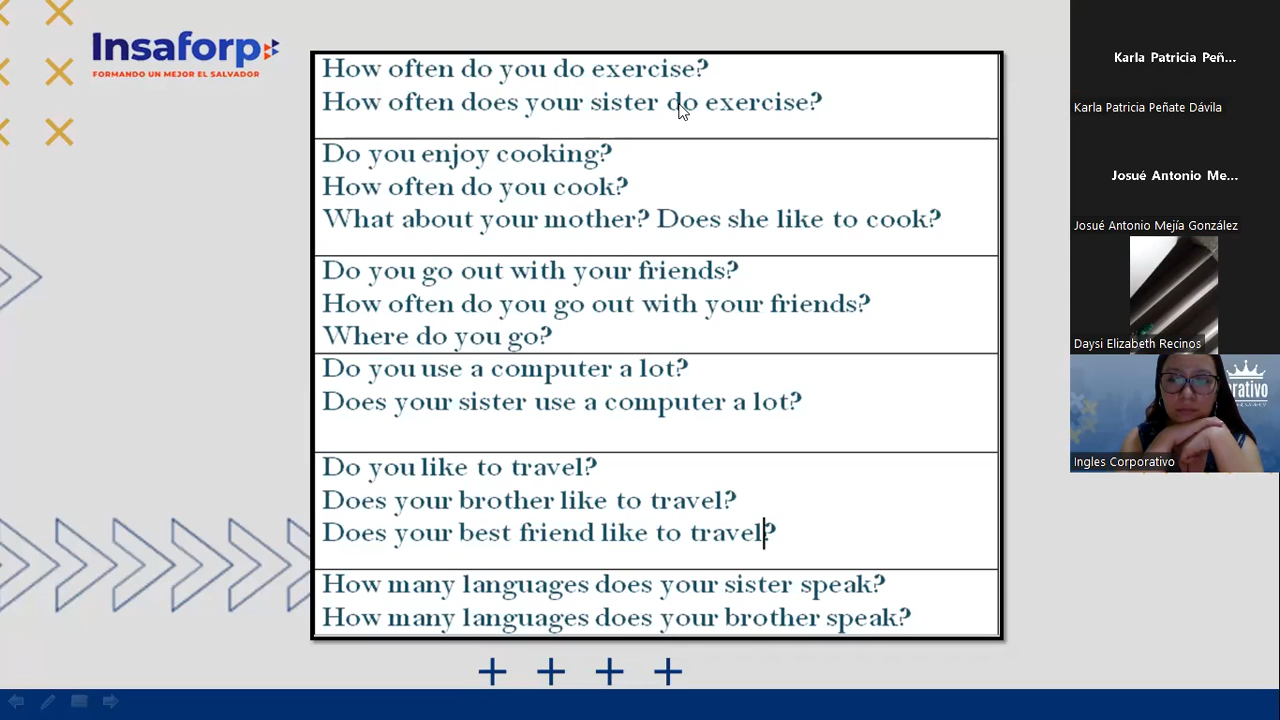 Insaforp
FORMANDO UN MEJOR EL SALVADOR
How often do you do exercise?
How often does your sister do exercise?
Do you enjoy cooking?
How often do you cook?
What about your mother? Does she like to cook?
Do you go out with your friends?
How often do you go out with your friends?
Where do you go?
Do you use a computer a lot?
Does your sister use a computer a lot?
Do you like to travel?
Does your brother like to travel?
Does your best friend like to travel?
How many languages does your sister speak?
How many languages does your brother speak?
Karla Patricia Peñ...
Karla Patricia Peñate Dávila
Josué Antonio Me...
Josué Antonio Mejía González
Daysi Elizabeth Recinos
rativo
Ingles Corporativo